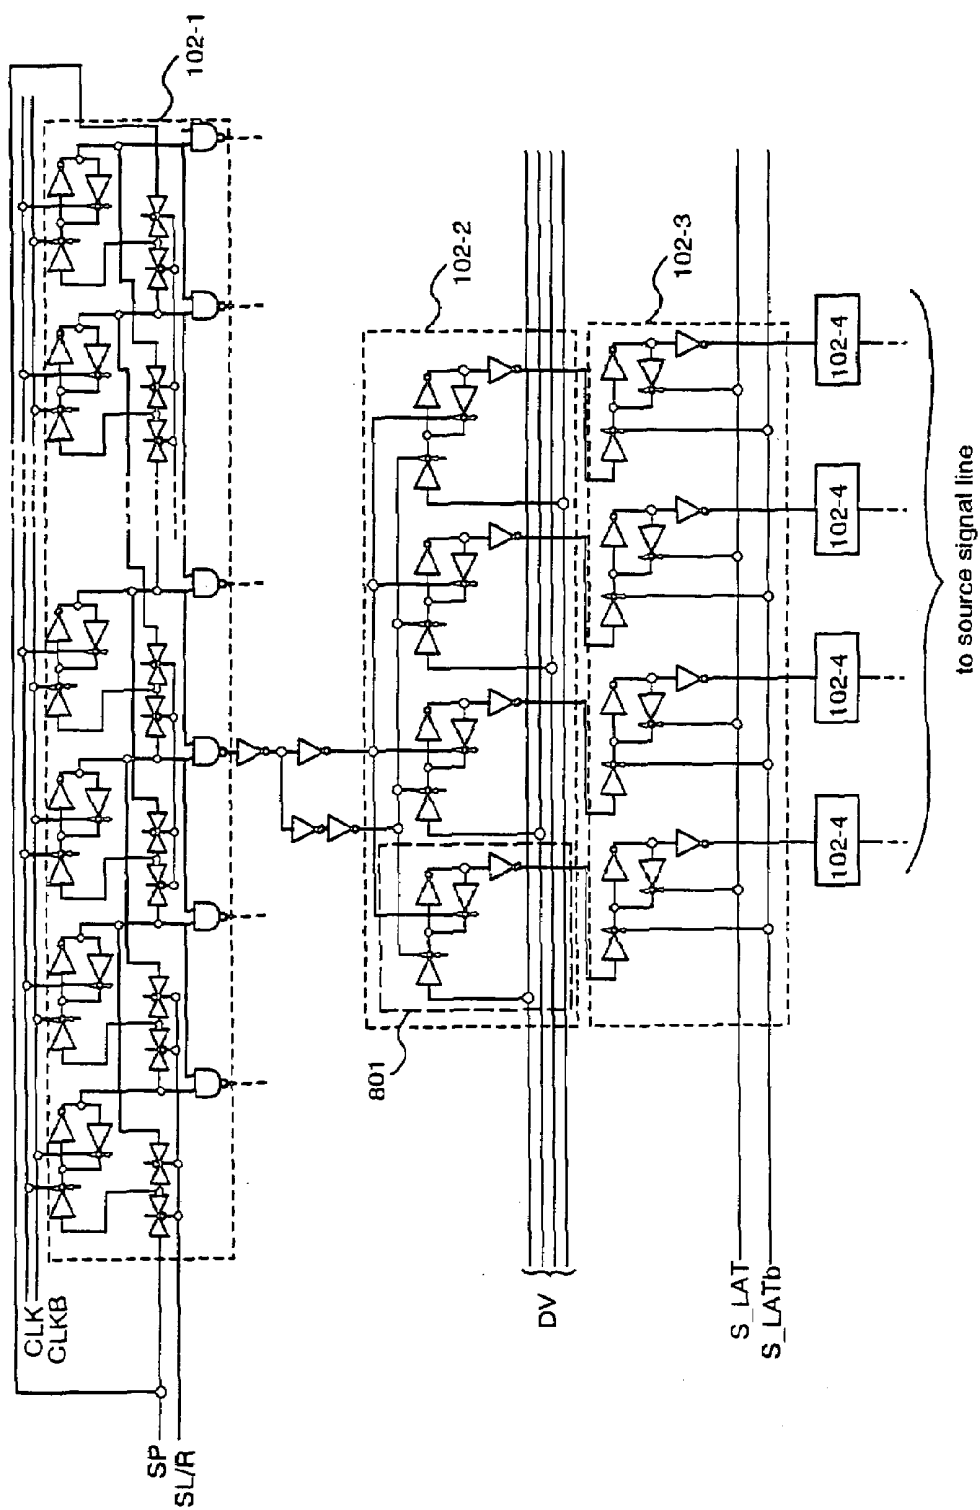 CLK
CLKB
SP
SL/R
102-1
102-2
801
DV
102-3
S_LAT
S_LATb
102-4
102-4
102-4
102-4
to source signal line